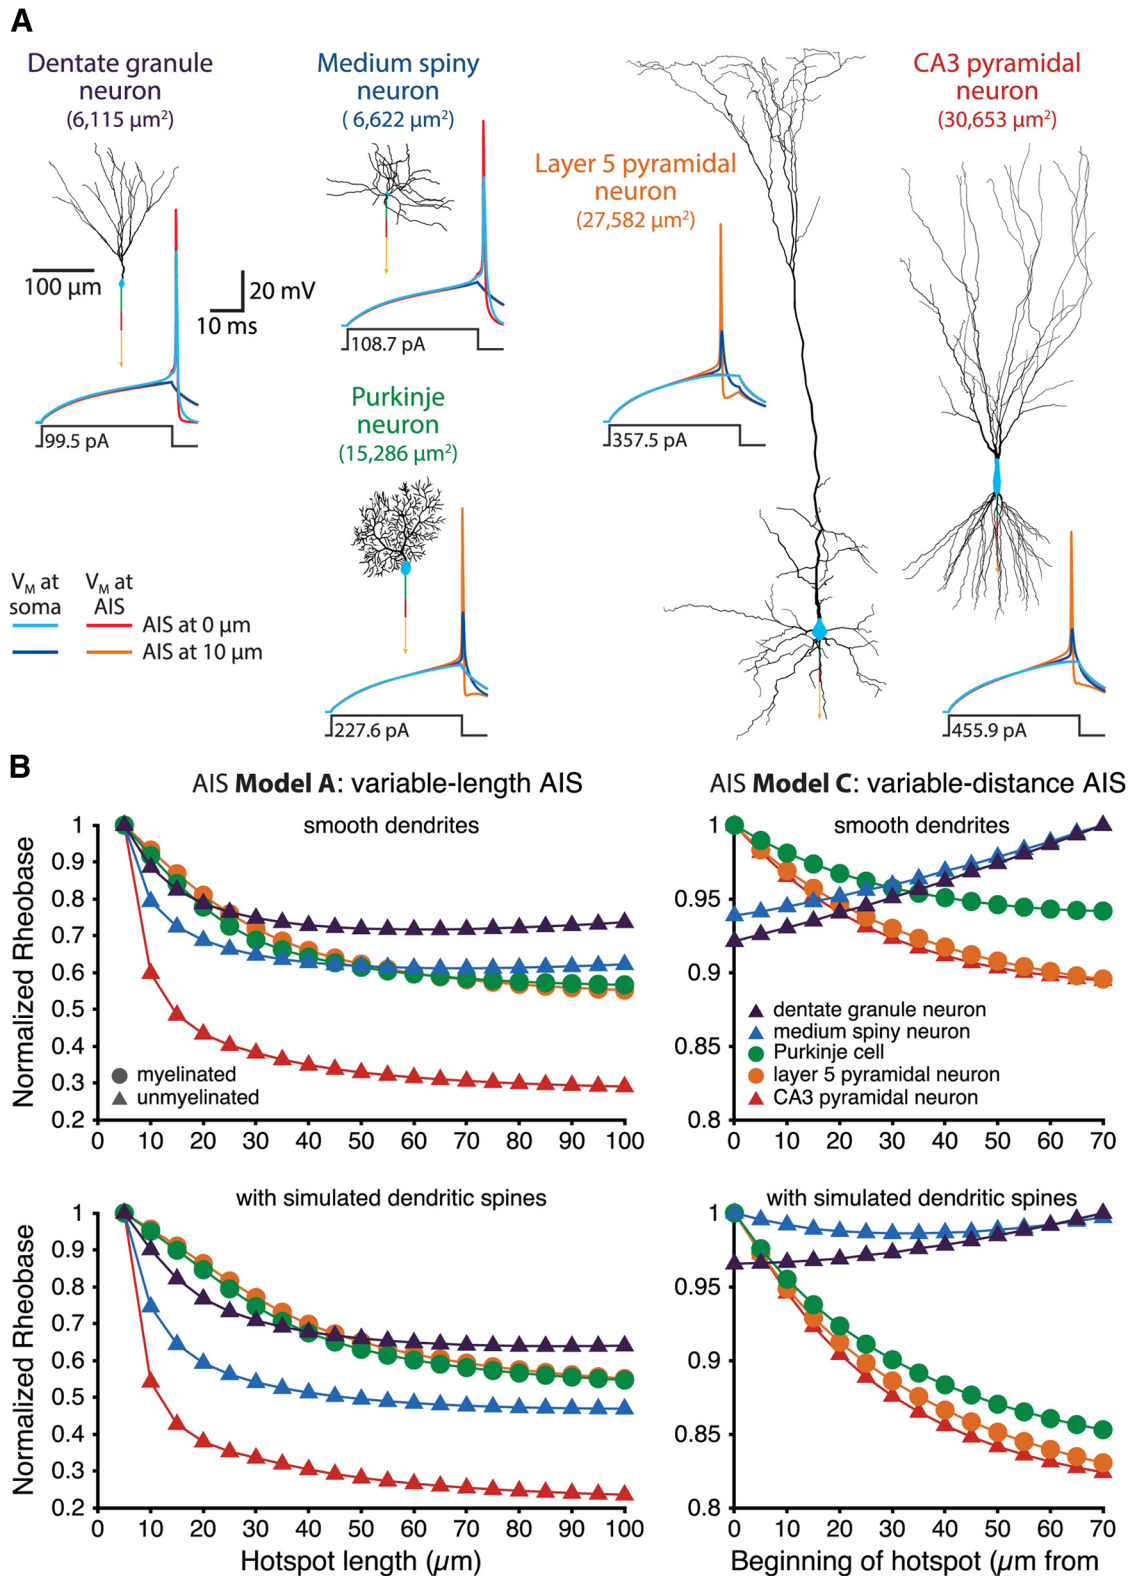 A
Dentate granule
neuron
(6,115 µm²)
100 µm
20 mV
10 ms
99.5 pA
Medium spiny
neuron
( 6,622 µm²)
108.7 pA
Purkinje
neuron
(15,286 µm²)
227.6 pA
Layer 5 pyramidal
neuron
(27,582 µm²)
357.5 pA
CA3 pyramidal
neuron
(30,653 µm²)
455.9 pA
VM at
soma
VM at
AIS
AIS at 0 µm
AIS at 10 µm
B
AIS Model A: variable-length AIS
smooth dendrites
Normalized Rheobase
1
0.9
0.8
0.7
0.6
0.5
0.4
0.3
0.2
myelinated
unmyelinated
0 10 20 30 40 50 60 70 80 90 100
AIS Model C: variable-distance AIS
smooth dendrites
1
0.95
0.9
0.85
0.8
dentate granule neuron
medium spiny neuron
Purkinje cell
layer 5 pyramidal neuron
CA3 pyramidal neuron
0 10 20 30 40 50 60 70
with simulated dendritic spines
Normalized Rheobase
1
0.9
0.8
0.7
0.6
0.5
0.4
0.3
0.2
0 10 20 30 40 50 60 70 80 90 100
Hotspot length (µm)
with simulated dendritic spines
1
0.95
0.9
0.85
0.8
0 10 20 30 40 50 60 70
Beginning of hotspot (µm from